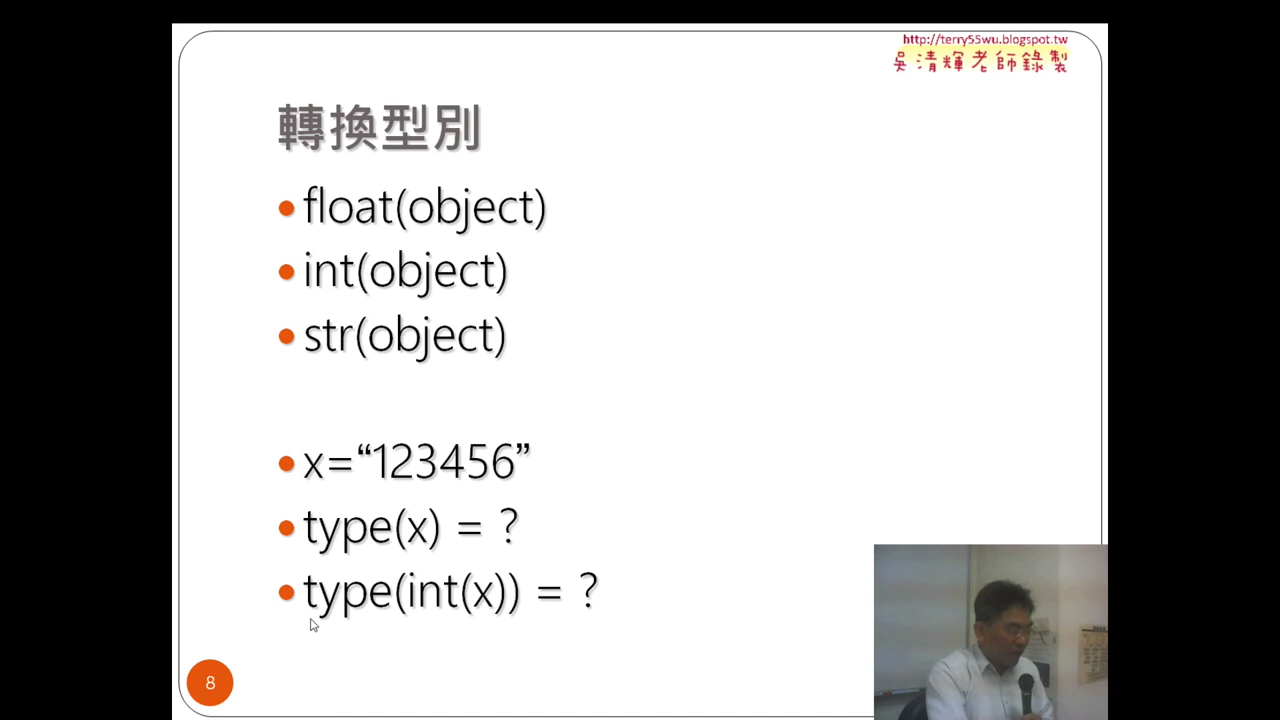 http://terry55wu.blogspot.tw
吳清輝老師錄製
轉換型別
float(object)
int(object)
str(object)
x=“123456”
type(x) = ?
type(int(x)) = ?
8